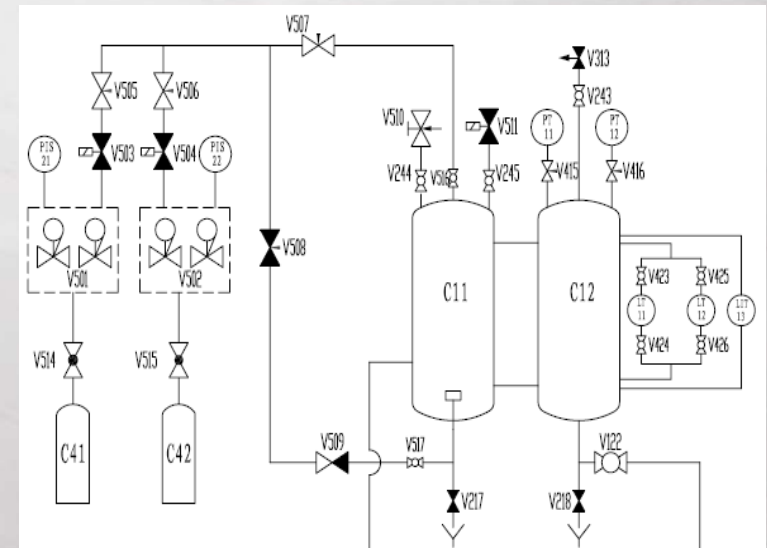 V507
V313
V505
V506
V243
V510
V511
PT
11
PT
12
PIS
21
V503
V504
PIS
22
V244
V516
V245
V415
V416
V501
V502
V508
C11
C12
V423
V425
LT
11
LT
12
LIT
13
V424
V426
V514
V515
C41
C42
V509
V517
V122
V217
V218